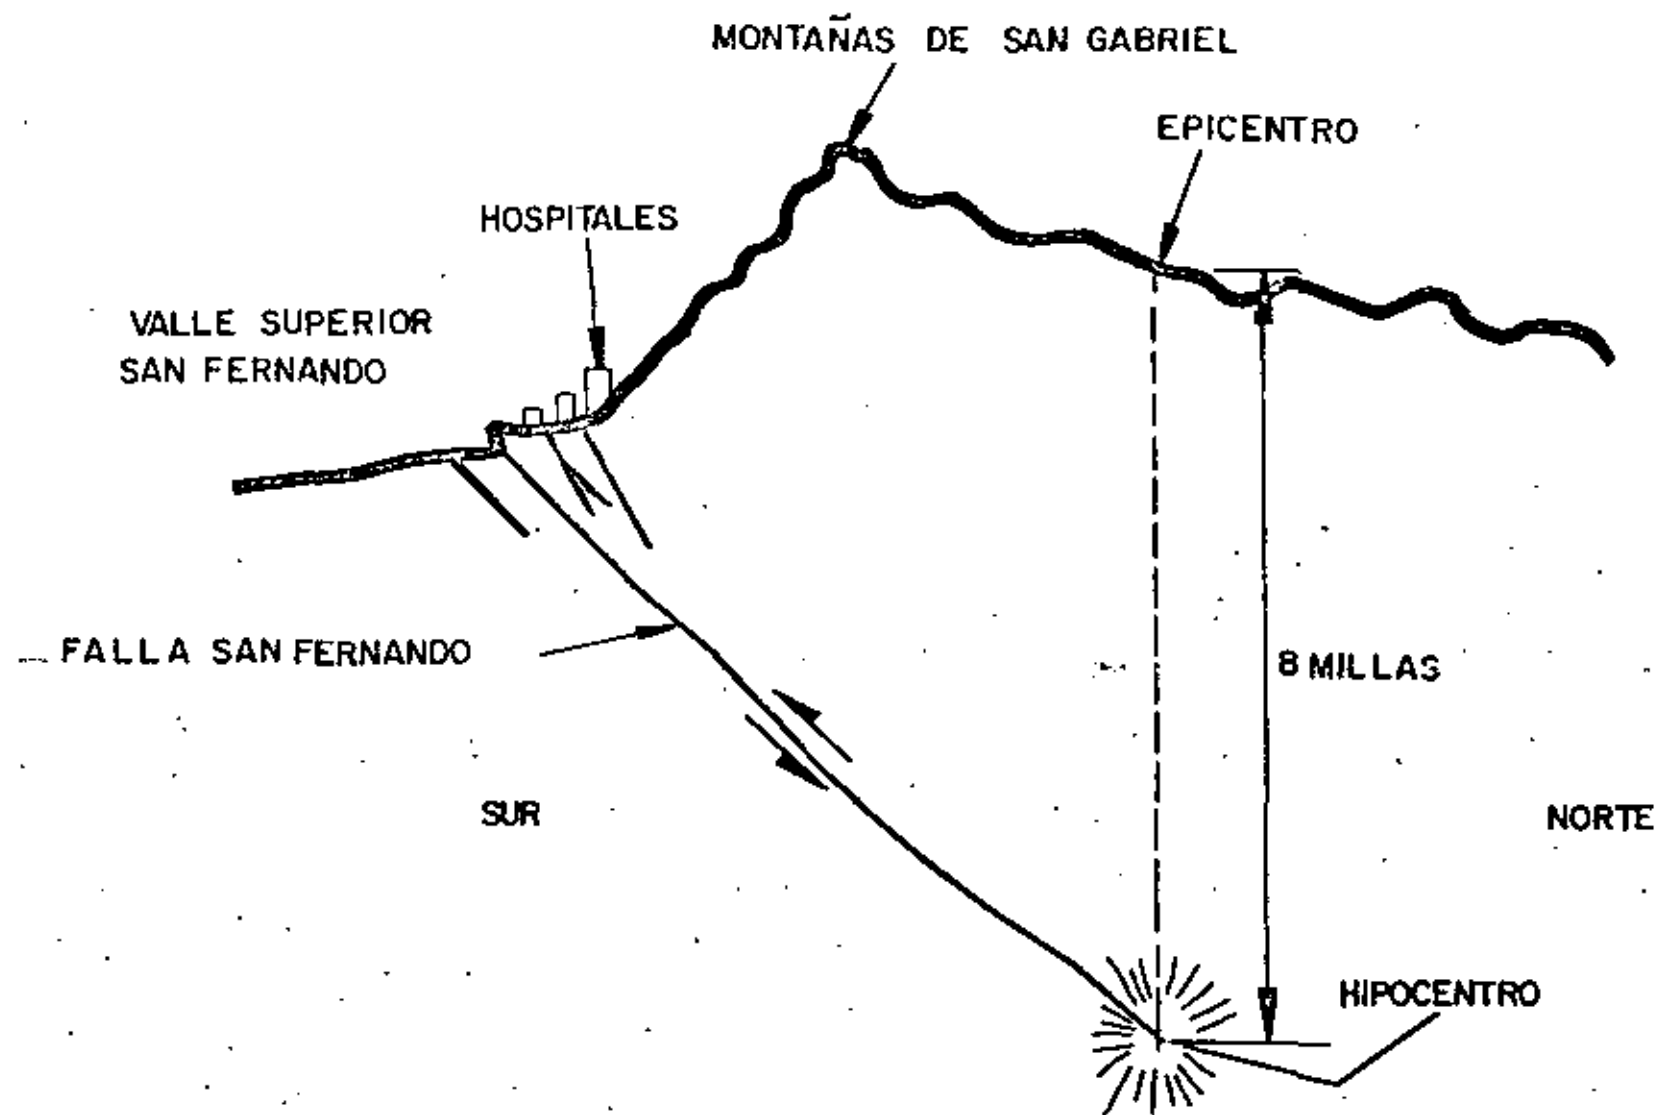 MONTAÑAS DE SAN GABRIEL
EPICENTRO
HOSPITALES
VALLE SUPERIOR
SAN FERNANDO
FALLA SAN FERNANDO
8 MILLAS
SUR
NORTE
HIPOCENTRO